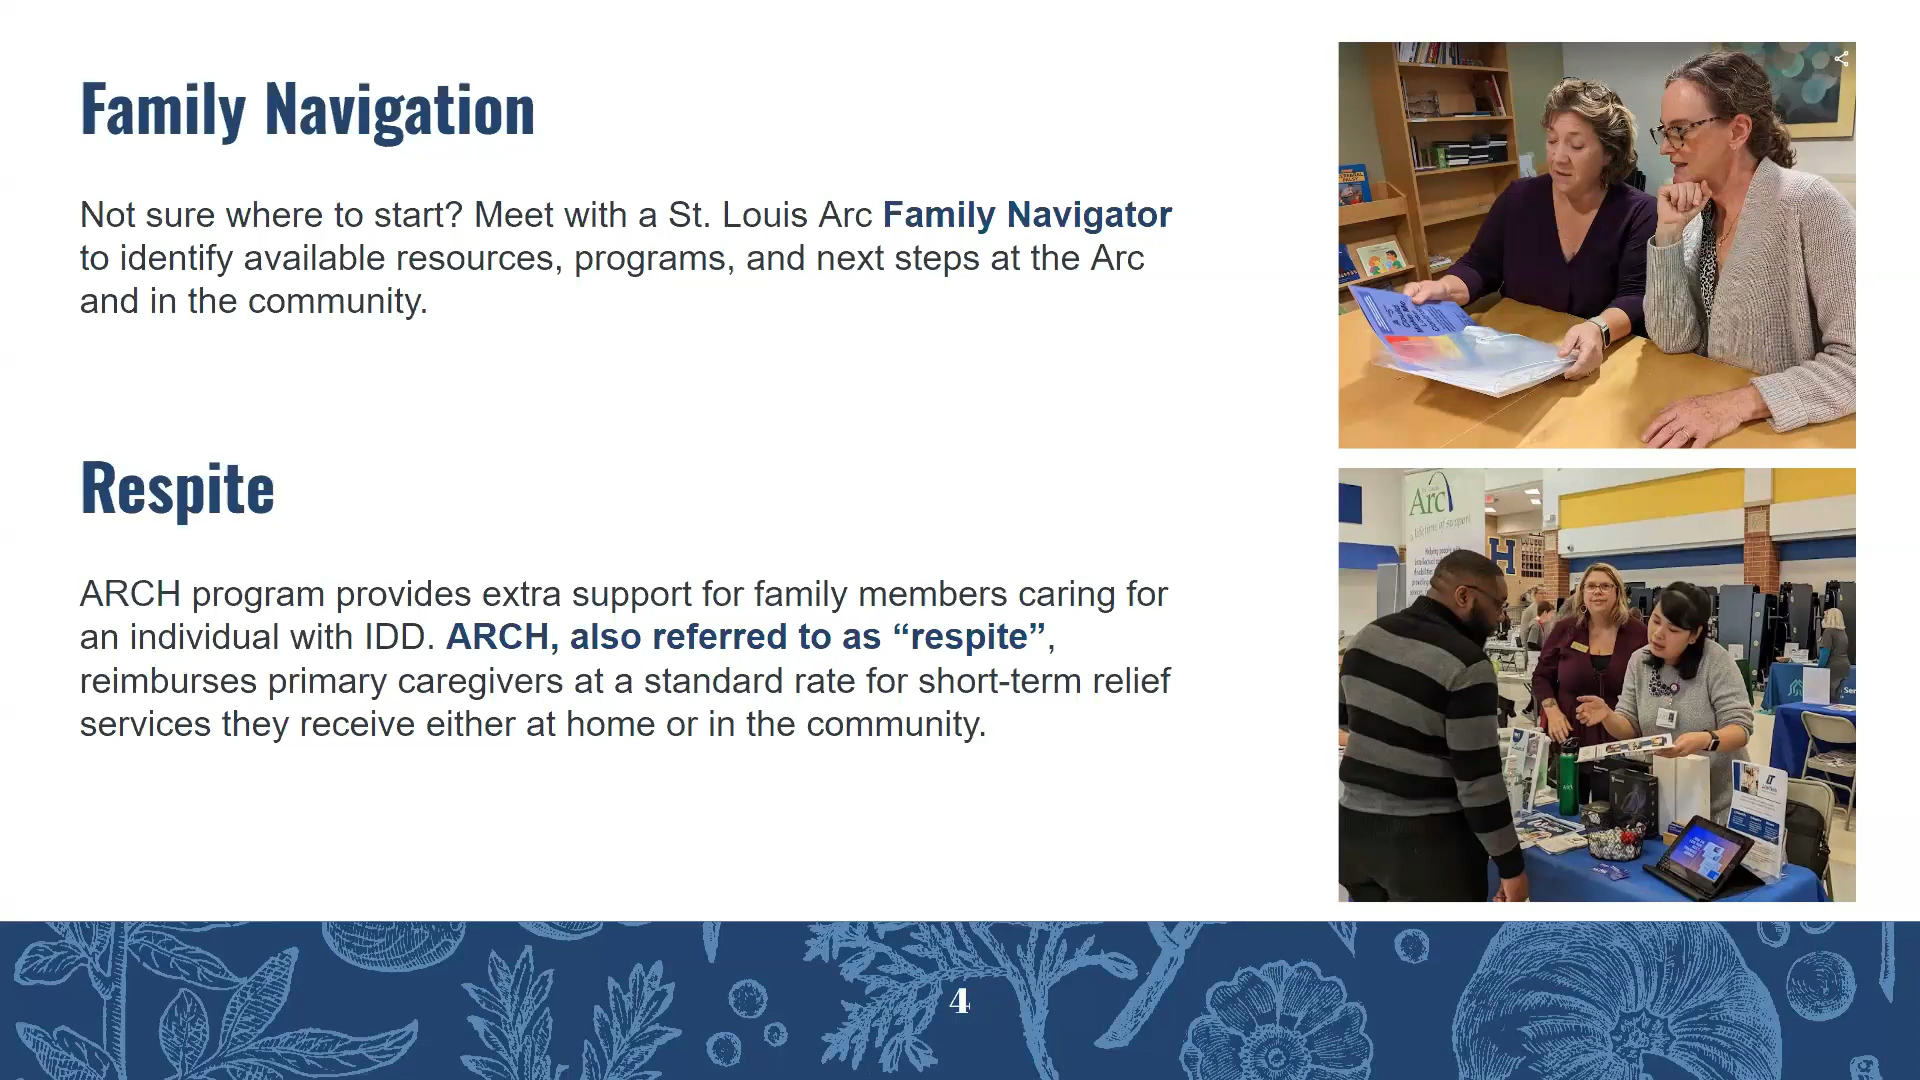 Family Navigation
Not sure where to start? Meet with a St. Louis Arc Family Navigator
to identify available resources, programs, and next steps at the Arc
and in the community.
Respite
ARCH program provides extra support for family members caring for
an individual with IDD. ARCH, also referred to as “respite”,
reimburses primary caregivers at a standard rate for short-term relief
services they receive either at home or in the community.
Arc
a lifetime of support
Helping people with
H
4